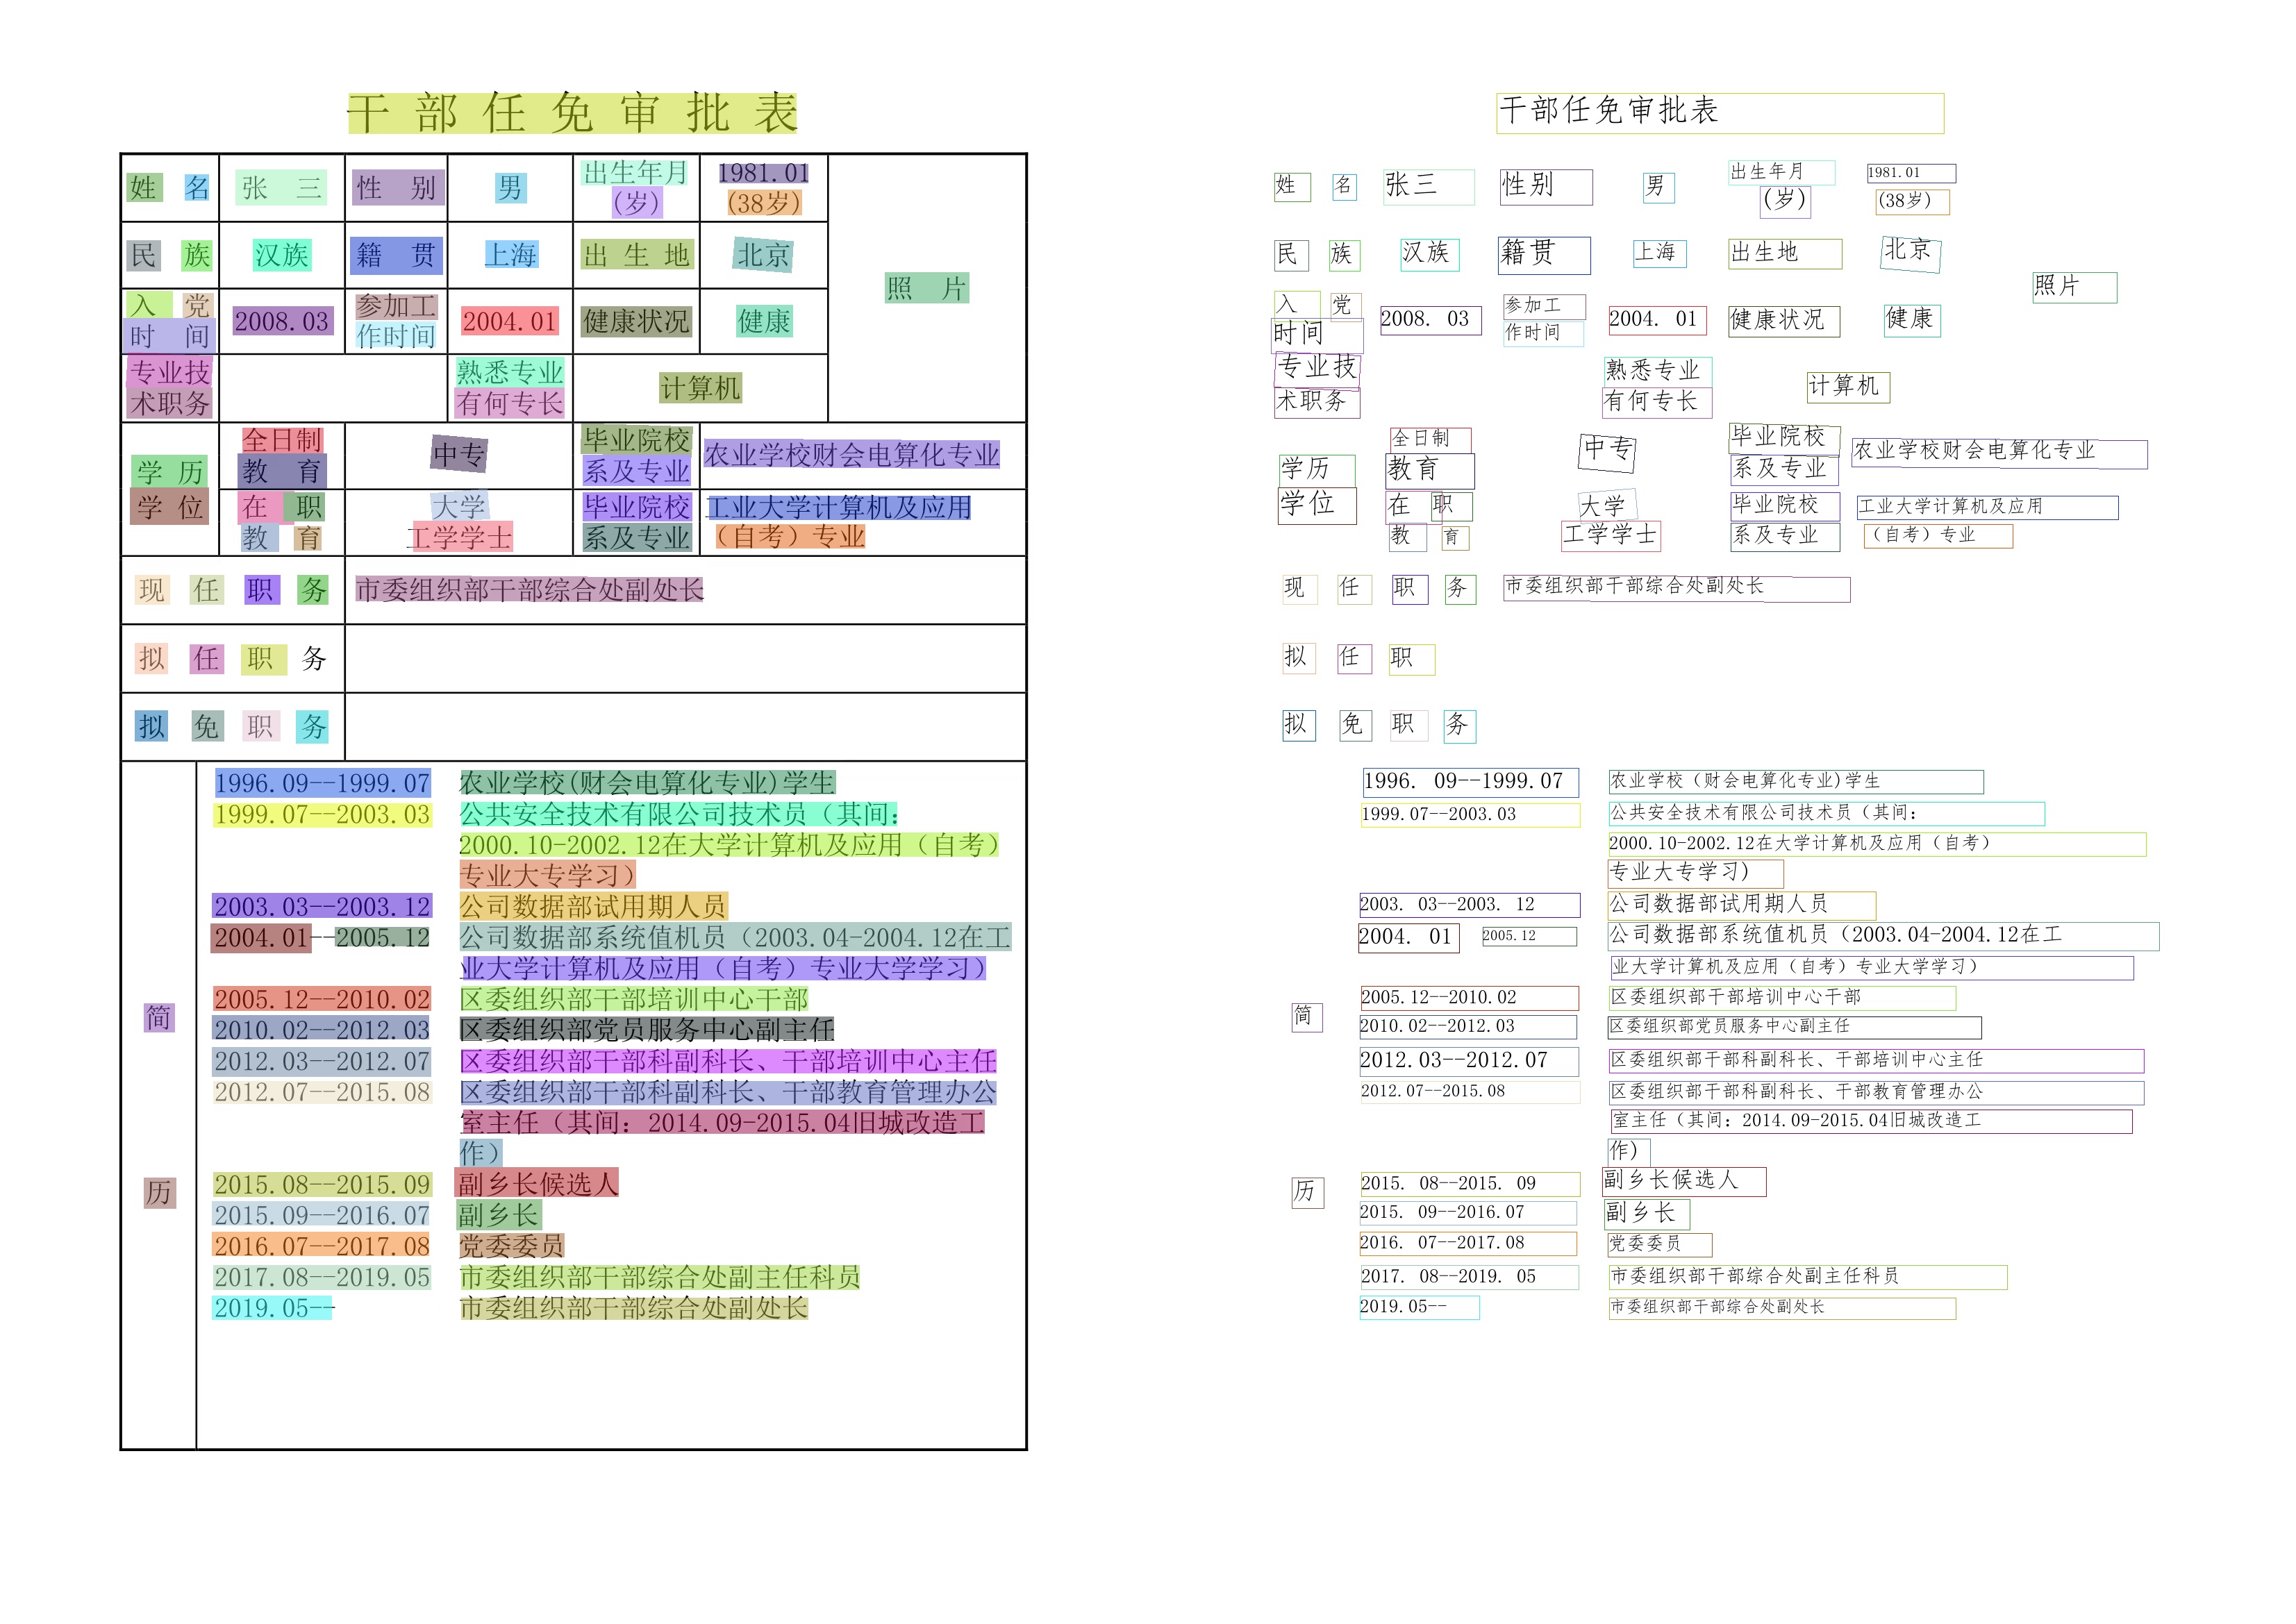 干 部 任 免 审 批 表
姓 名 张 三 性 别 男 出生年月 1981.01
(岁) (38岁)
民 族 汉族 籍 贯 上海 出 生 地 北京
照 片
入 党 2008.03 参加工 2004.01 健康状况 健康
时 间 作时间
专业技 熟悉专业 计算机
术职务 有何专长
学 历 全日制 中专 毕业院校 农业学校财会电算化专业
教 育 系及专业
学 位 在 职 大学 毕业院校 工业大学计算机及应用
教 育 工学学士 系及专业 （自考）专业
现 任 职 务 市委组织部干部综合处副处长
拟 任 职 务
拟 免 职 务
简 历
1996.09--1999.07 农业学校(财会电算化专业)学生
1999.07--2003.03 公共安全技术有限公司技术员（其间：
2000.10-2002.12在大学计算机及应用（自考）
专业大专学习）
2003.03--2003.12 公司数据部试用期人员
2004.01--2005.12 公司数据部系统值机员（2003.04-2004.12在工
业大学计算机及应用（自考）专业大学学习）
2005.12--2010.02 区委组织部干部培训中心干部
2010.02--2012.03 区委组织部党员服务中心副主任
2012.03--2012.07 区委组织部干部科副科长、干部培训中心主任
2012.07--2015.08 区委组织部干部科副科长、干部教育管理办公
室主任（其间：2014.09-2015.04旧城改造工
作）
2015.08--2015.09 副乡长候选人
2015.09--2016.07 副乡长
2016.07--2017.08 党委委员
2017.08--2019.05 市委组织部干部综合处副主任科员
2019.05-- 市委组织部干部综合处副处长
干部任免审批表
姓 名 张三 性别 男 出生年月 1981.01
(岁) (38岁)
民 族 汉族 籍贯 上海 出生地 北京
照片
入 党 2008. 03 参加工 2004. 01 健康状况 健康
时间 作时间
专业技 熟悉专业 计算机
术职务 有何专长
学历 全日制 中专 毕业院校 农业学校财会电算化专业
教育 系及专业
学位 在 职 大学 毕业院校 工业大学计算机及应用
教 育 工学学士 系及专业 （自考）专业
现 任 职 务 市委组织部干部综合处副处长
拟 任 职
拟 免 职 务
简 历
1996. 09--1999.07 农业学校（财会电算化专业)学生
1999.07--2003.03 公共安全技术有限公司技术员（其间：
2000.10-2002.12在大学计算机及应用（自考）
专业大专学习）
2003. 03--2003. 12 公司数据部试用期人员
2004. 01 2005.12 公司数据部系统值机员（2003.04-2004.12在工
业大学计算机及应用（自考）专业大学学习）
2005.12--2010.02 区委组织部干部培训中心干部
2010.02--2012.03 区委组织部党员服务中心副主任
2012.03--2012.07 区委组织部干部科副科长、干部培训中心主任
2012.07--2015.08 区委组织部干部科副科长、干部教育管理办公
室主任（其间：2014.09-2015.04旧城改造工
作）
2015. 08--2015. 09 副乡长候选人
2015. 09--2016.07 副乡长
2016. 07--2017.08 党委委员
2017. 08--2019. 05 市委组织部干部综合处副主任科员
2019.05-- 市委组织部干部综合处副处长